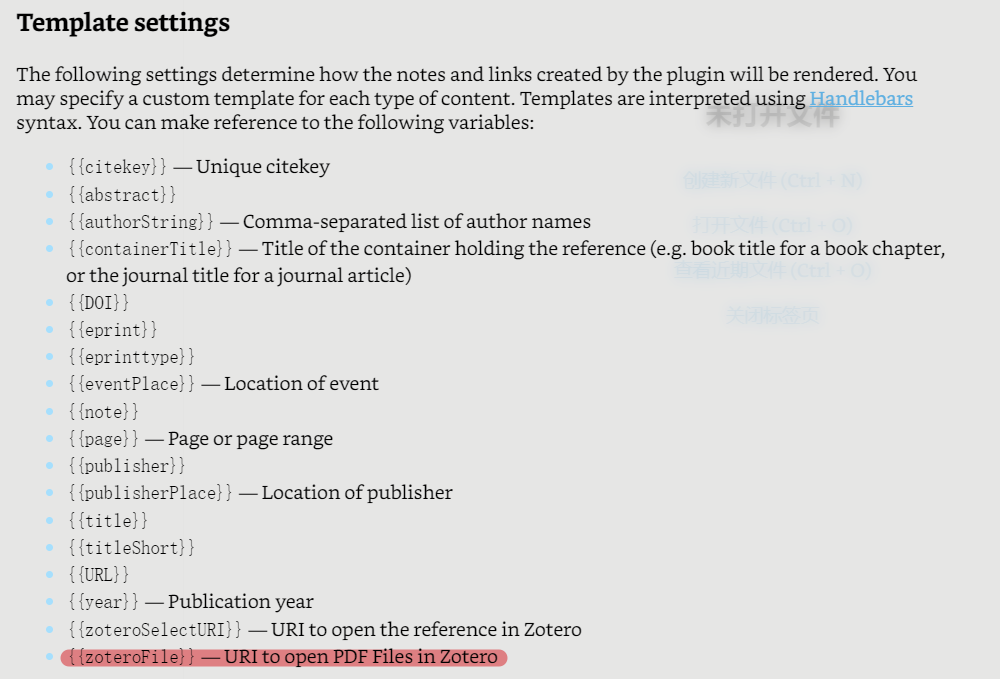 Template settings
The following settings determine how the notes and links created by the plugin will be rendered. You
may specify a custom template for each type of content. Templates are interpreted using Handlebars
syntax. You can make reference to the following variables:
未打开文件
{{citekey}} — Unique citekey
创建新文件 (Ctrl + N)
{{abstract}}
{{authorString}} — Comma-separated list of author names
打开文件 (Ctrl + O)
{{containerTitle}} — Title of the container holding the reference (e.g. book title for a book chapter,
or the journal title for a journal article)
查看近期文件 (Ctrl + O)
{{DOI}}
关闭标签页
{{eprint}}
{{eprinttype}}
{{eventPlace}} — Location of event
{{note}}
{{page}} — Page or page range
{{publisher}}
{{publisherPlace}} — Location of publisher
{{title}}
{{titleShort}}
{{URL}}
{{year}} — Publication year
{{zoteroSelectURI}} — URI to open the reference in Zotero
{{zoteroFile}} — URI to open PDF Files in Zotero